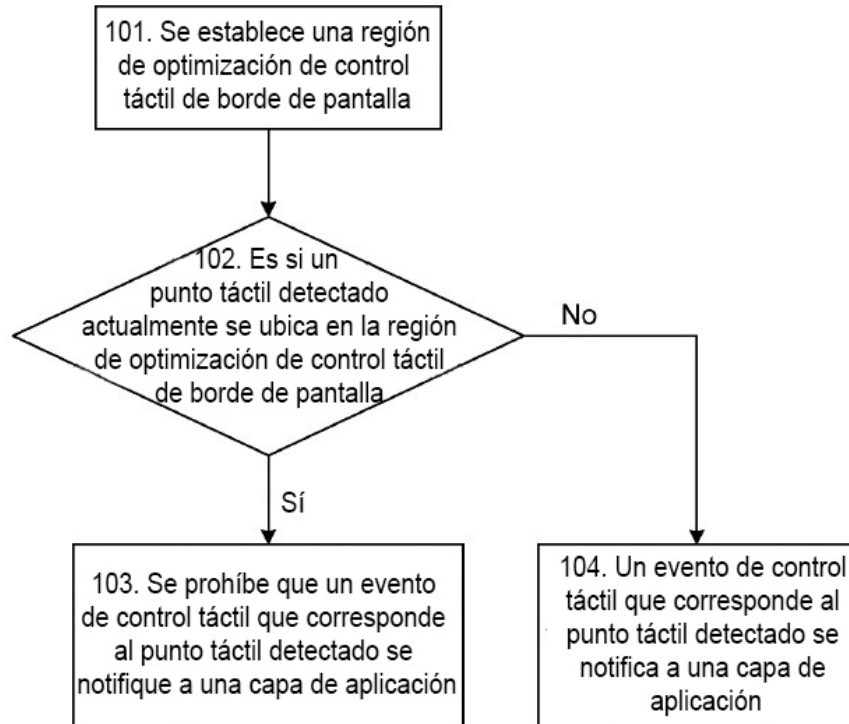 101. Se establece una región
de optimización de control
táctil de borde de pantalla
102. Es si un
punto táctil detectado
actualmente se ubica en la región
de optimización de control táctil
de borde de pantalla
No
Sí
103. Se prohíbe que un evento
de control táctil que corresponde
al punto táctil detectado se
notifique a una capa de aplicación
104. Un evento de control
táctil que corresponde al
punto táctil detectado se
notifica a una capa de
aplicación